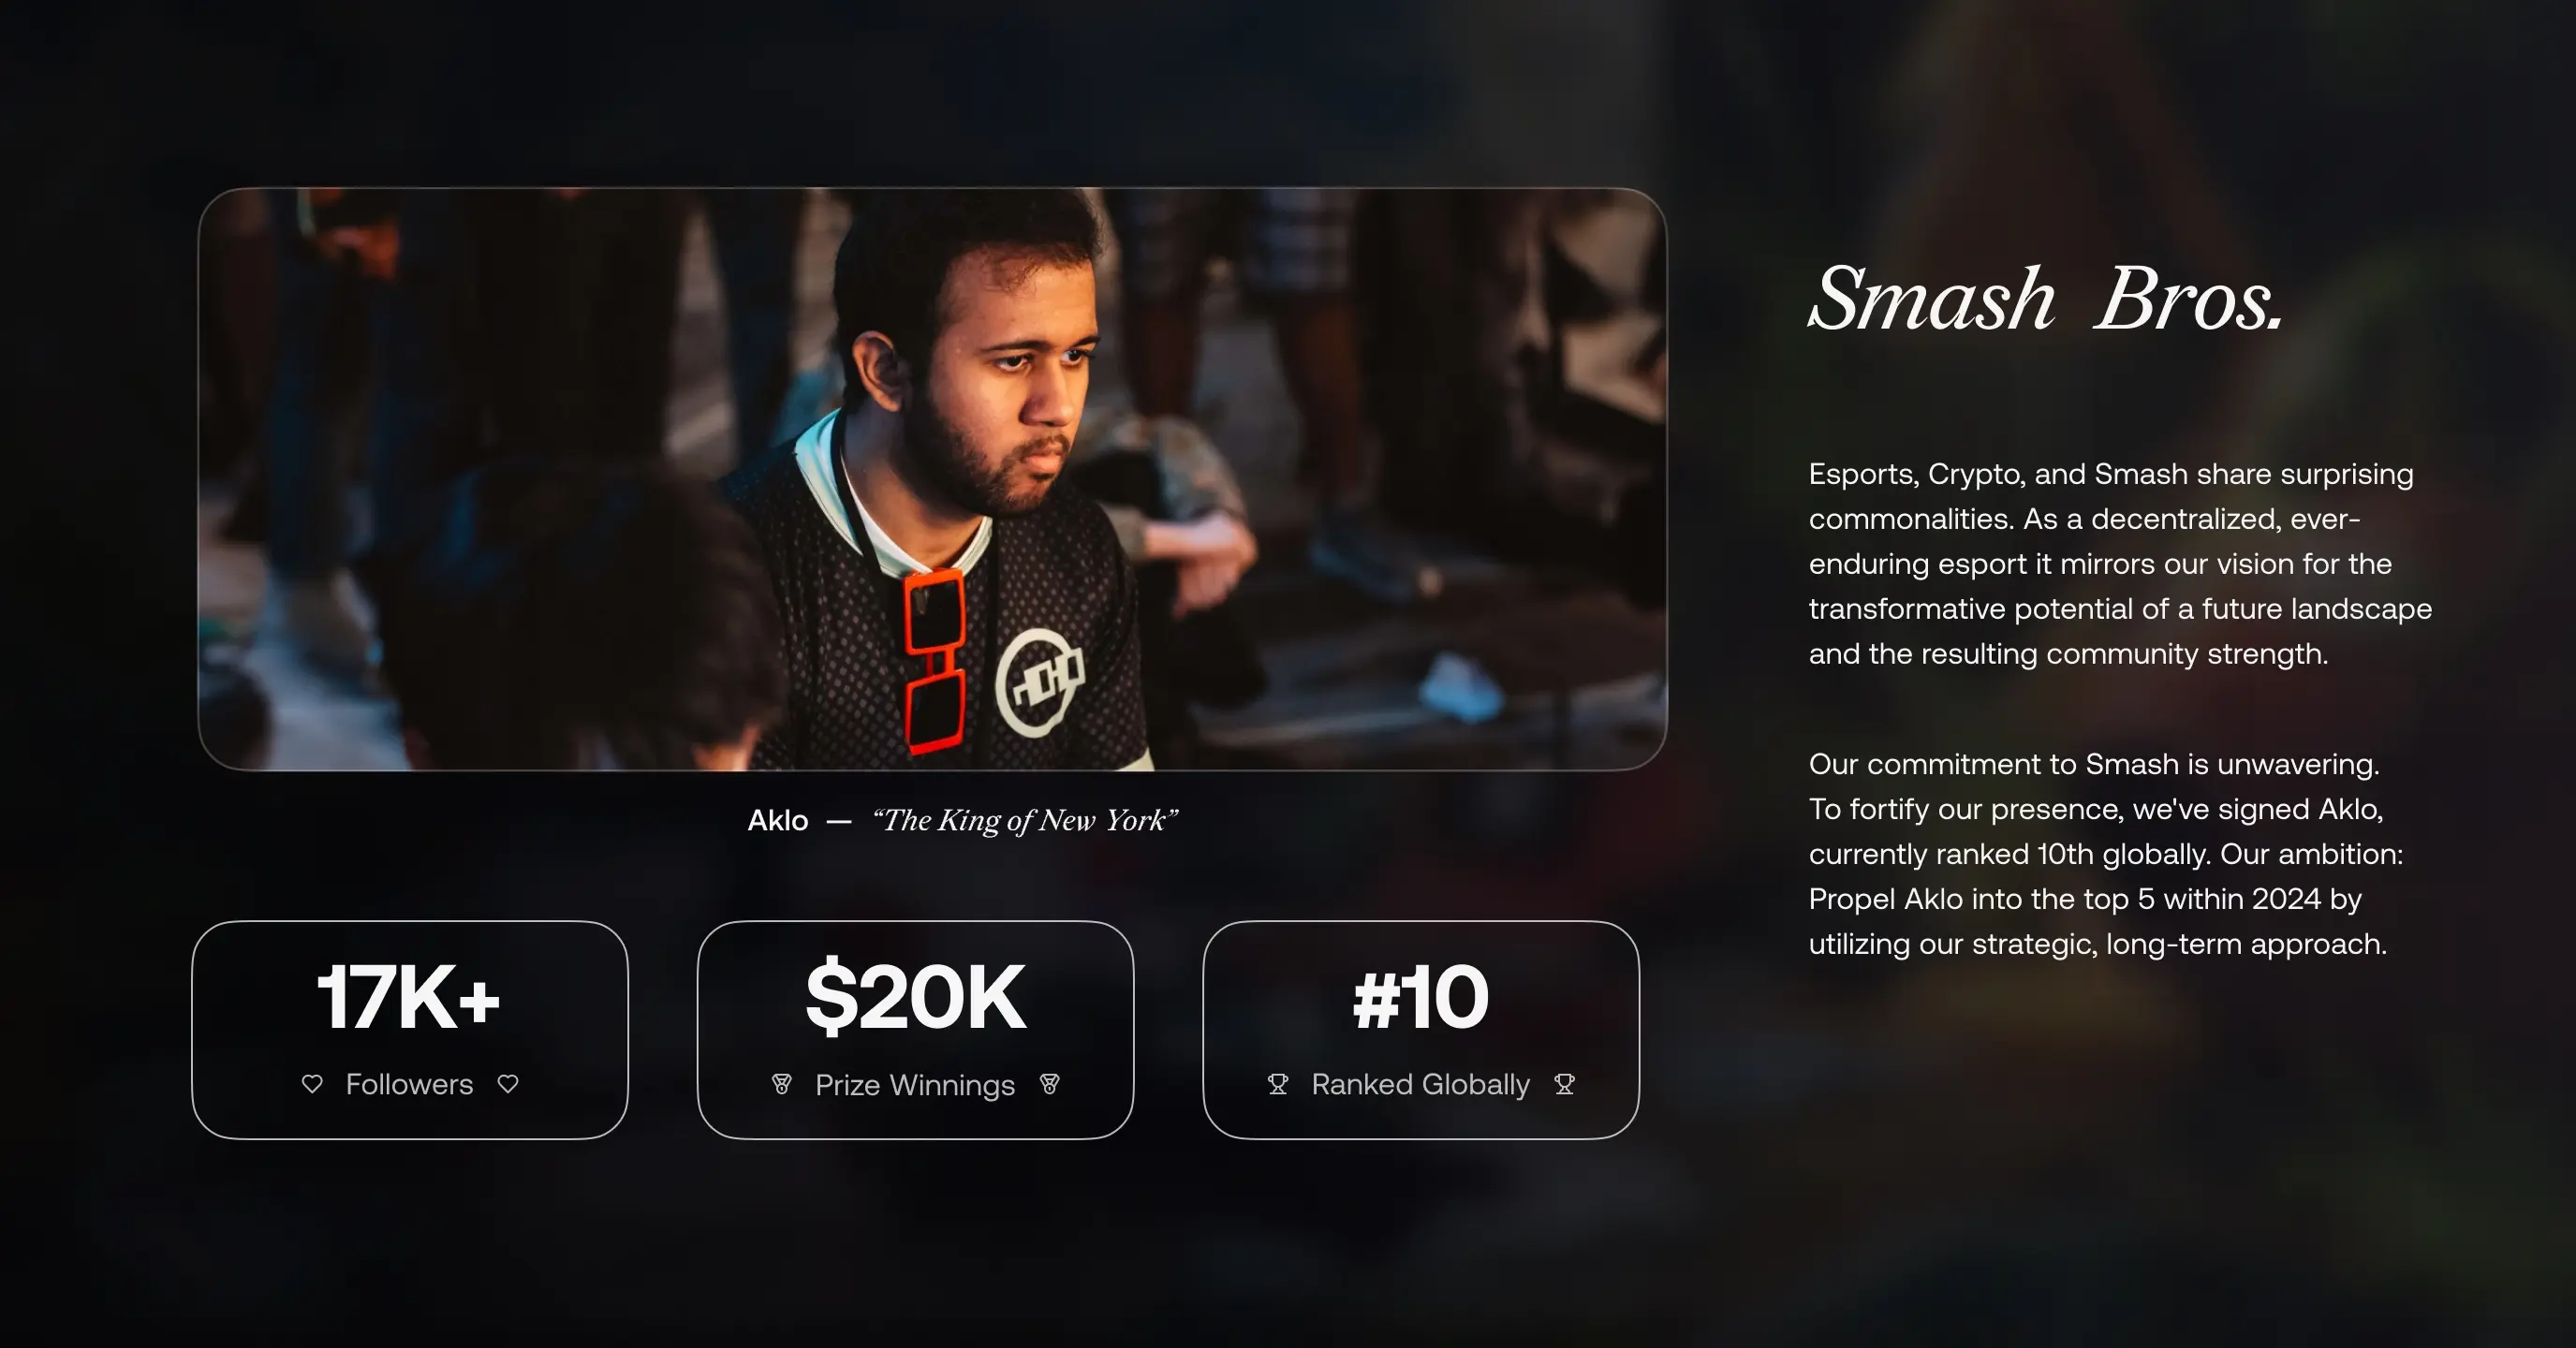 Smash Bros.
Esports, Crypto, and Smash share surprising
commonalities. As a decentralized, ever-
enduring esport it mirrors our vision for the
transformative potential of a future landscape
and the resulting community strength.
Our commitment to Smash is unwavering.
To fortify our presence, we've signed Aklo,
currently ranked 10th globally. Our ambition:
Propel Aklo into the top 5 within 2024 by
utilizing our strategic, long-term approach.
Aklo — “The King of New York”
17K+
Followers
$20K
Prize Winnings
#10
Ranked Globally